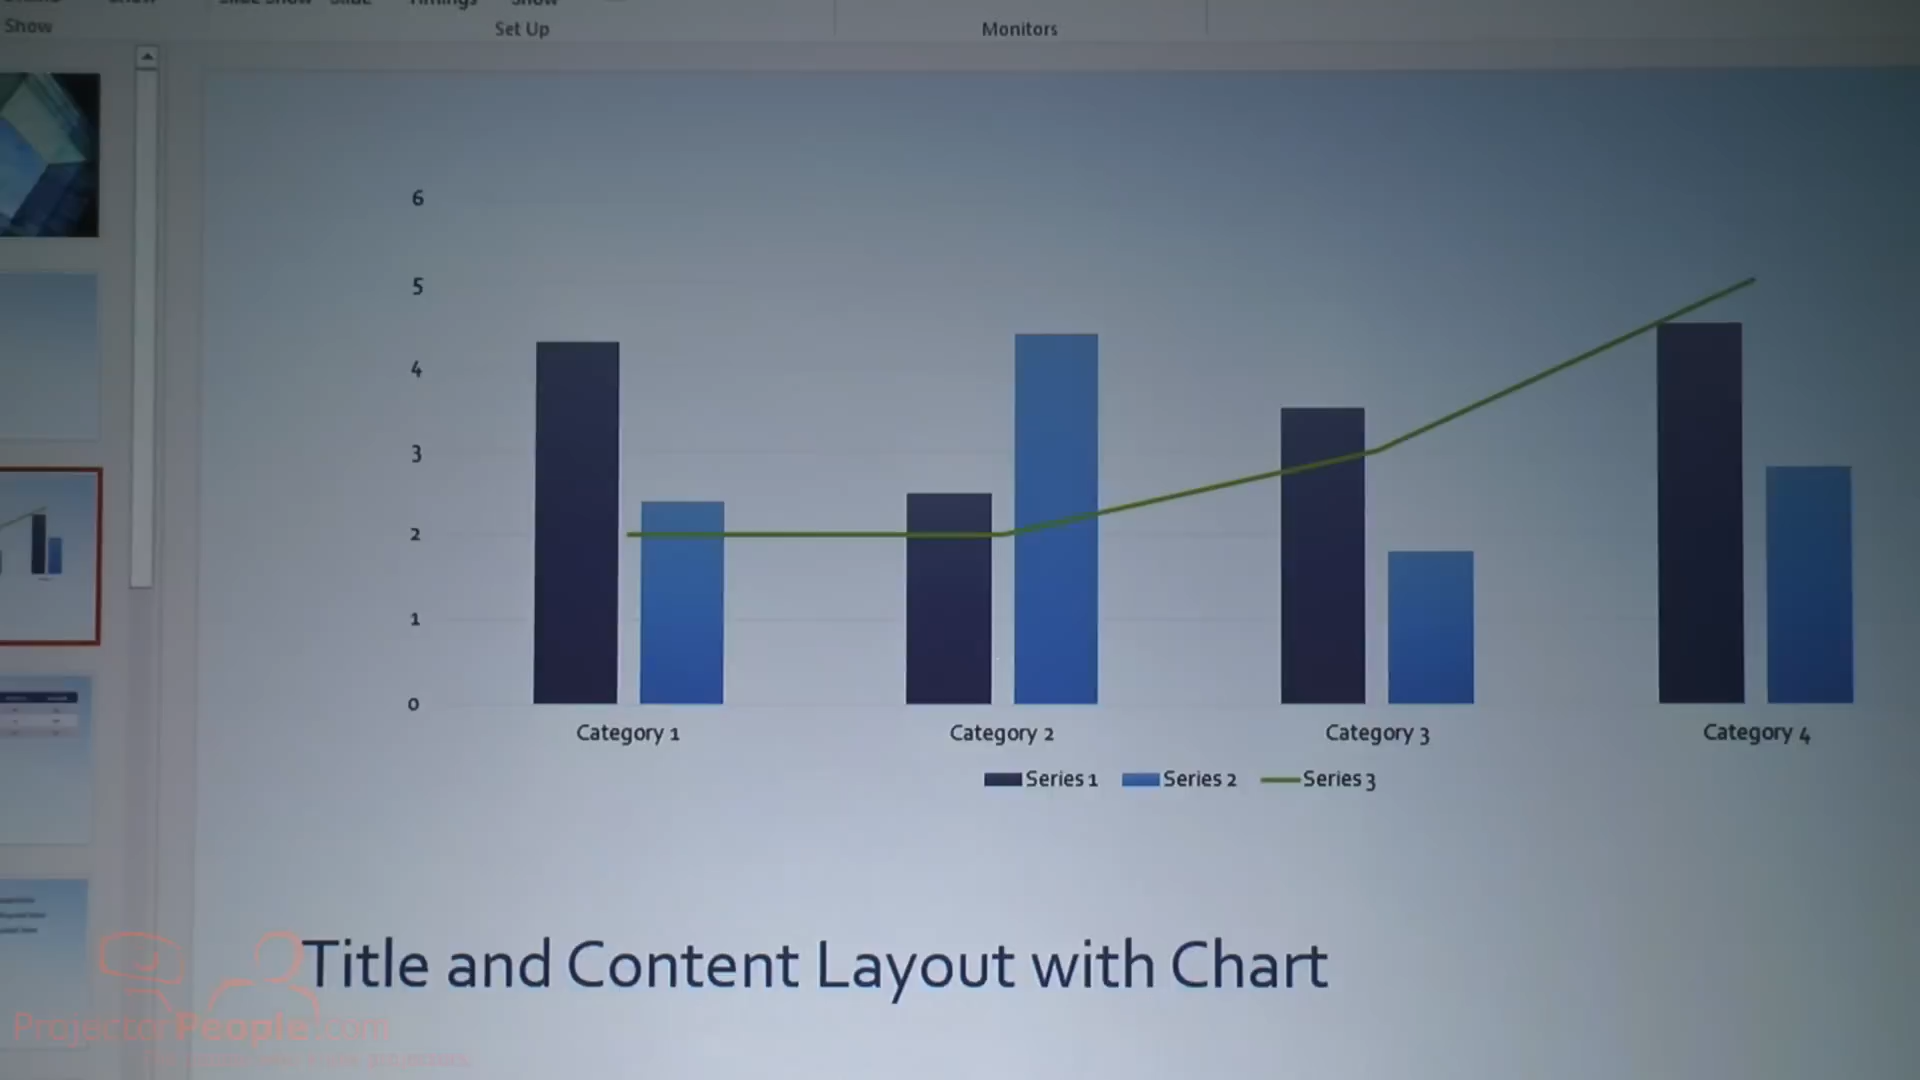 Show
Set Up
Monitors
6
5
4
3
2
1
0
Category 1
Category 2
Category 3
Category 4
Series 1
Series 2
Series 3
Title and Content Layout with Chart
ProjectorPeople.com